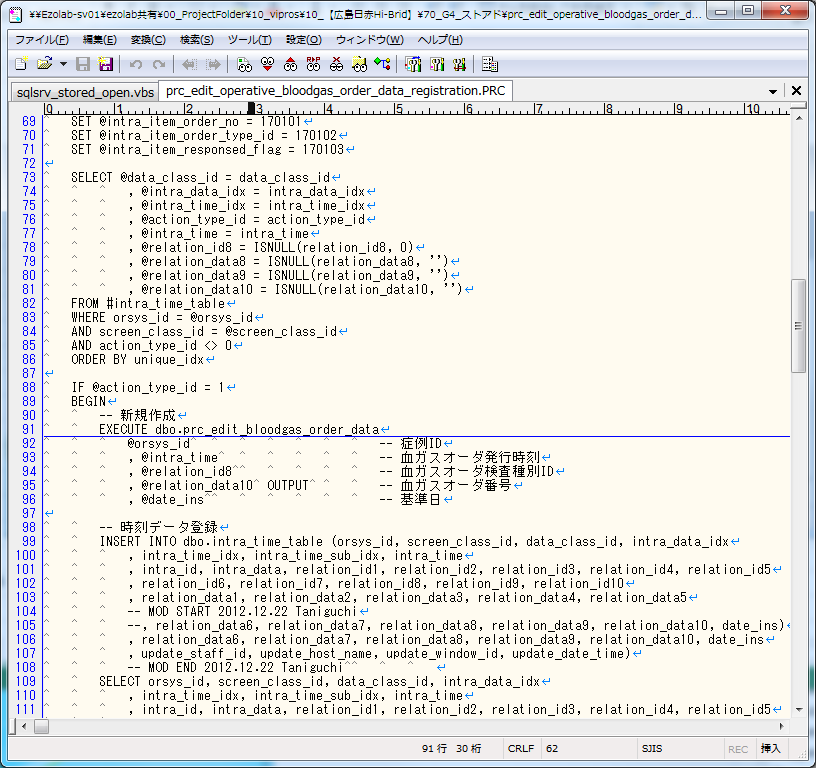 ¥¥Ezolab-sv01¥ezolab共有¥00_ProjectFolder¥10_vipros¥10_【広島日赤Hi-Brid】¥70_G4_ストアド¥prc_edit_operative_bloodgas_order_d...
ファイル(F) 編集(E) 変換(C) 検索(S) ツール(T) 設定(O) ウィンドウ(W) ヘルプ(H)
sqlsrv_stored_open.vbs prc_edit_operative_bloodgas_order_data_registration.PRC
0 1 2 3 4 5 6 7 8 9 10
69 SET @intra_item_order_no = 170101
70 SET @intra_item_order_type_id = 170102
71 SET @intra_item_responsed_flag = 170103
72
73 SELECT @data_class_id = data_class_id
74 , @intra_data_idx = intra_data_idx
75 , @intra_time_idx = intra_time_idx
76 , @action_type_id = action_type_id
77 , @intra_time = intra_time
78 , @relation_id8 = ISNULL(relation_id8, 0)
79 , @relation_data8 = ISNULL(relation_data8, '')
80 , @relation_data9 = ISNULL(relation_data9, '')
81 , @relation_data10 = ISNULL(relation_data10, '')
82 FROM #intra_time_table
83 WHERE orsys_id = @orsys_id
84 AND screen_class_id = @screen_class_id
85 AND action_type_id <> 0
86 ORDER BY unique_idx
87
88 IF @action_type_id = 1
89 BEGIN
90 -- 新規作成
91 EXECUTE dbo.prc_edit_bloodgas_order_data
92 @orsys_id -- 症例ID
93 , @intra_time -- 血ガスオーダ発行時刻
94 , @relation_id8 -- 血ガスオーダ検査種別ID
95 , @relation_data10 OUTPUT -- 血ガスオーダ番号
96 , @date_ins -- 基準日
97
98 -- 時刻データ登録
99 INSERT INTO dbo.intra_time_table (orsys_id, screen_class_id, data_class_id, intra_data_idx
100 , intra_time_idx, intra_time_sub_idx, intra_time
101 , intra_id, intra_data, relation_id1, relation_id2, relation_id3, relation_id4, relation_id5
102 , relation_id6, relation_id7, relation_id8, relation_id9, relation_id10
103 , relation_data1, relation_data2, relation_data3, relation_data4, relation_data5
104 -- MOD START 2012.12.22 Taniguchi
105 --, relation_data6, relation_data7, relation_data8, relation_data9, relation_data10, date_ins)
106 , relation_data6, relation_data7, relation_data8, relation_data9, relation_data10, date_ins
107 , update_staff_id, update_host_name, update_window_id, update_date_time)
108 -- MOD END 2012.12.22 Taniguchi
109 SELECT orsys_id, screen_class_id, data_class_id, intra_data_idx
110 , intra_time_idx, intra_time_sub_idx, intra_time
111 , intra_id, intra_data, relation_id1, relation_id2, relation_id3, relation_id4, relation_id5
91 行 30 桁 CRLF 62 SJIS REC 挿入